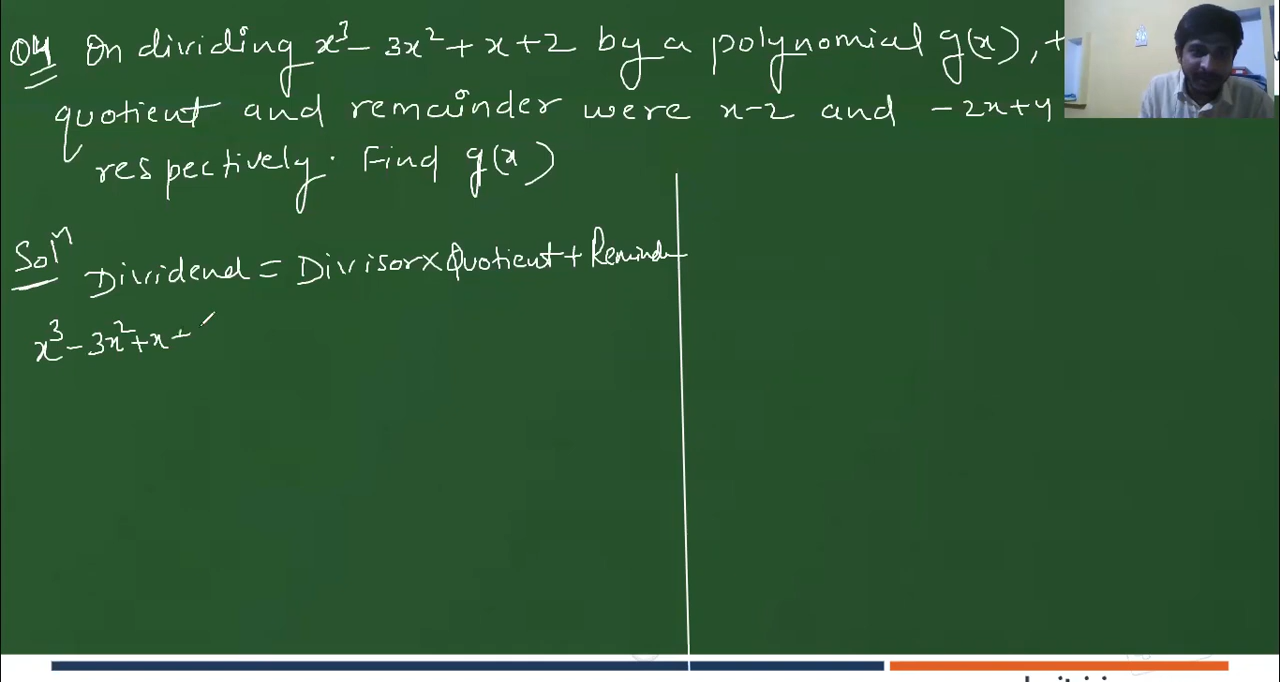 Q4 On dividing x³ - 3x² + x + 2 by a polynomial g(x),
quotient and remainder were x-2 and -2x+4
respectively. Find g(x)
Solⁿ Dividend = Divisor × Quotient + Remind
x³ - 3x² + x +